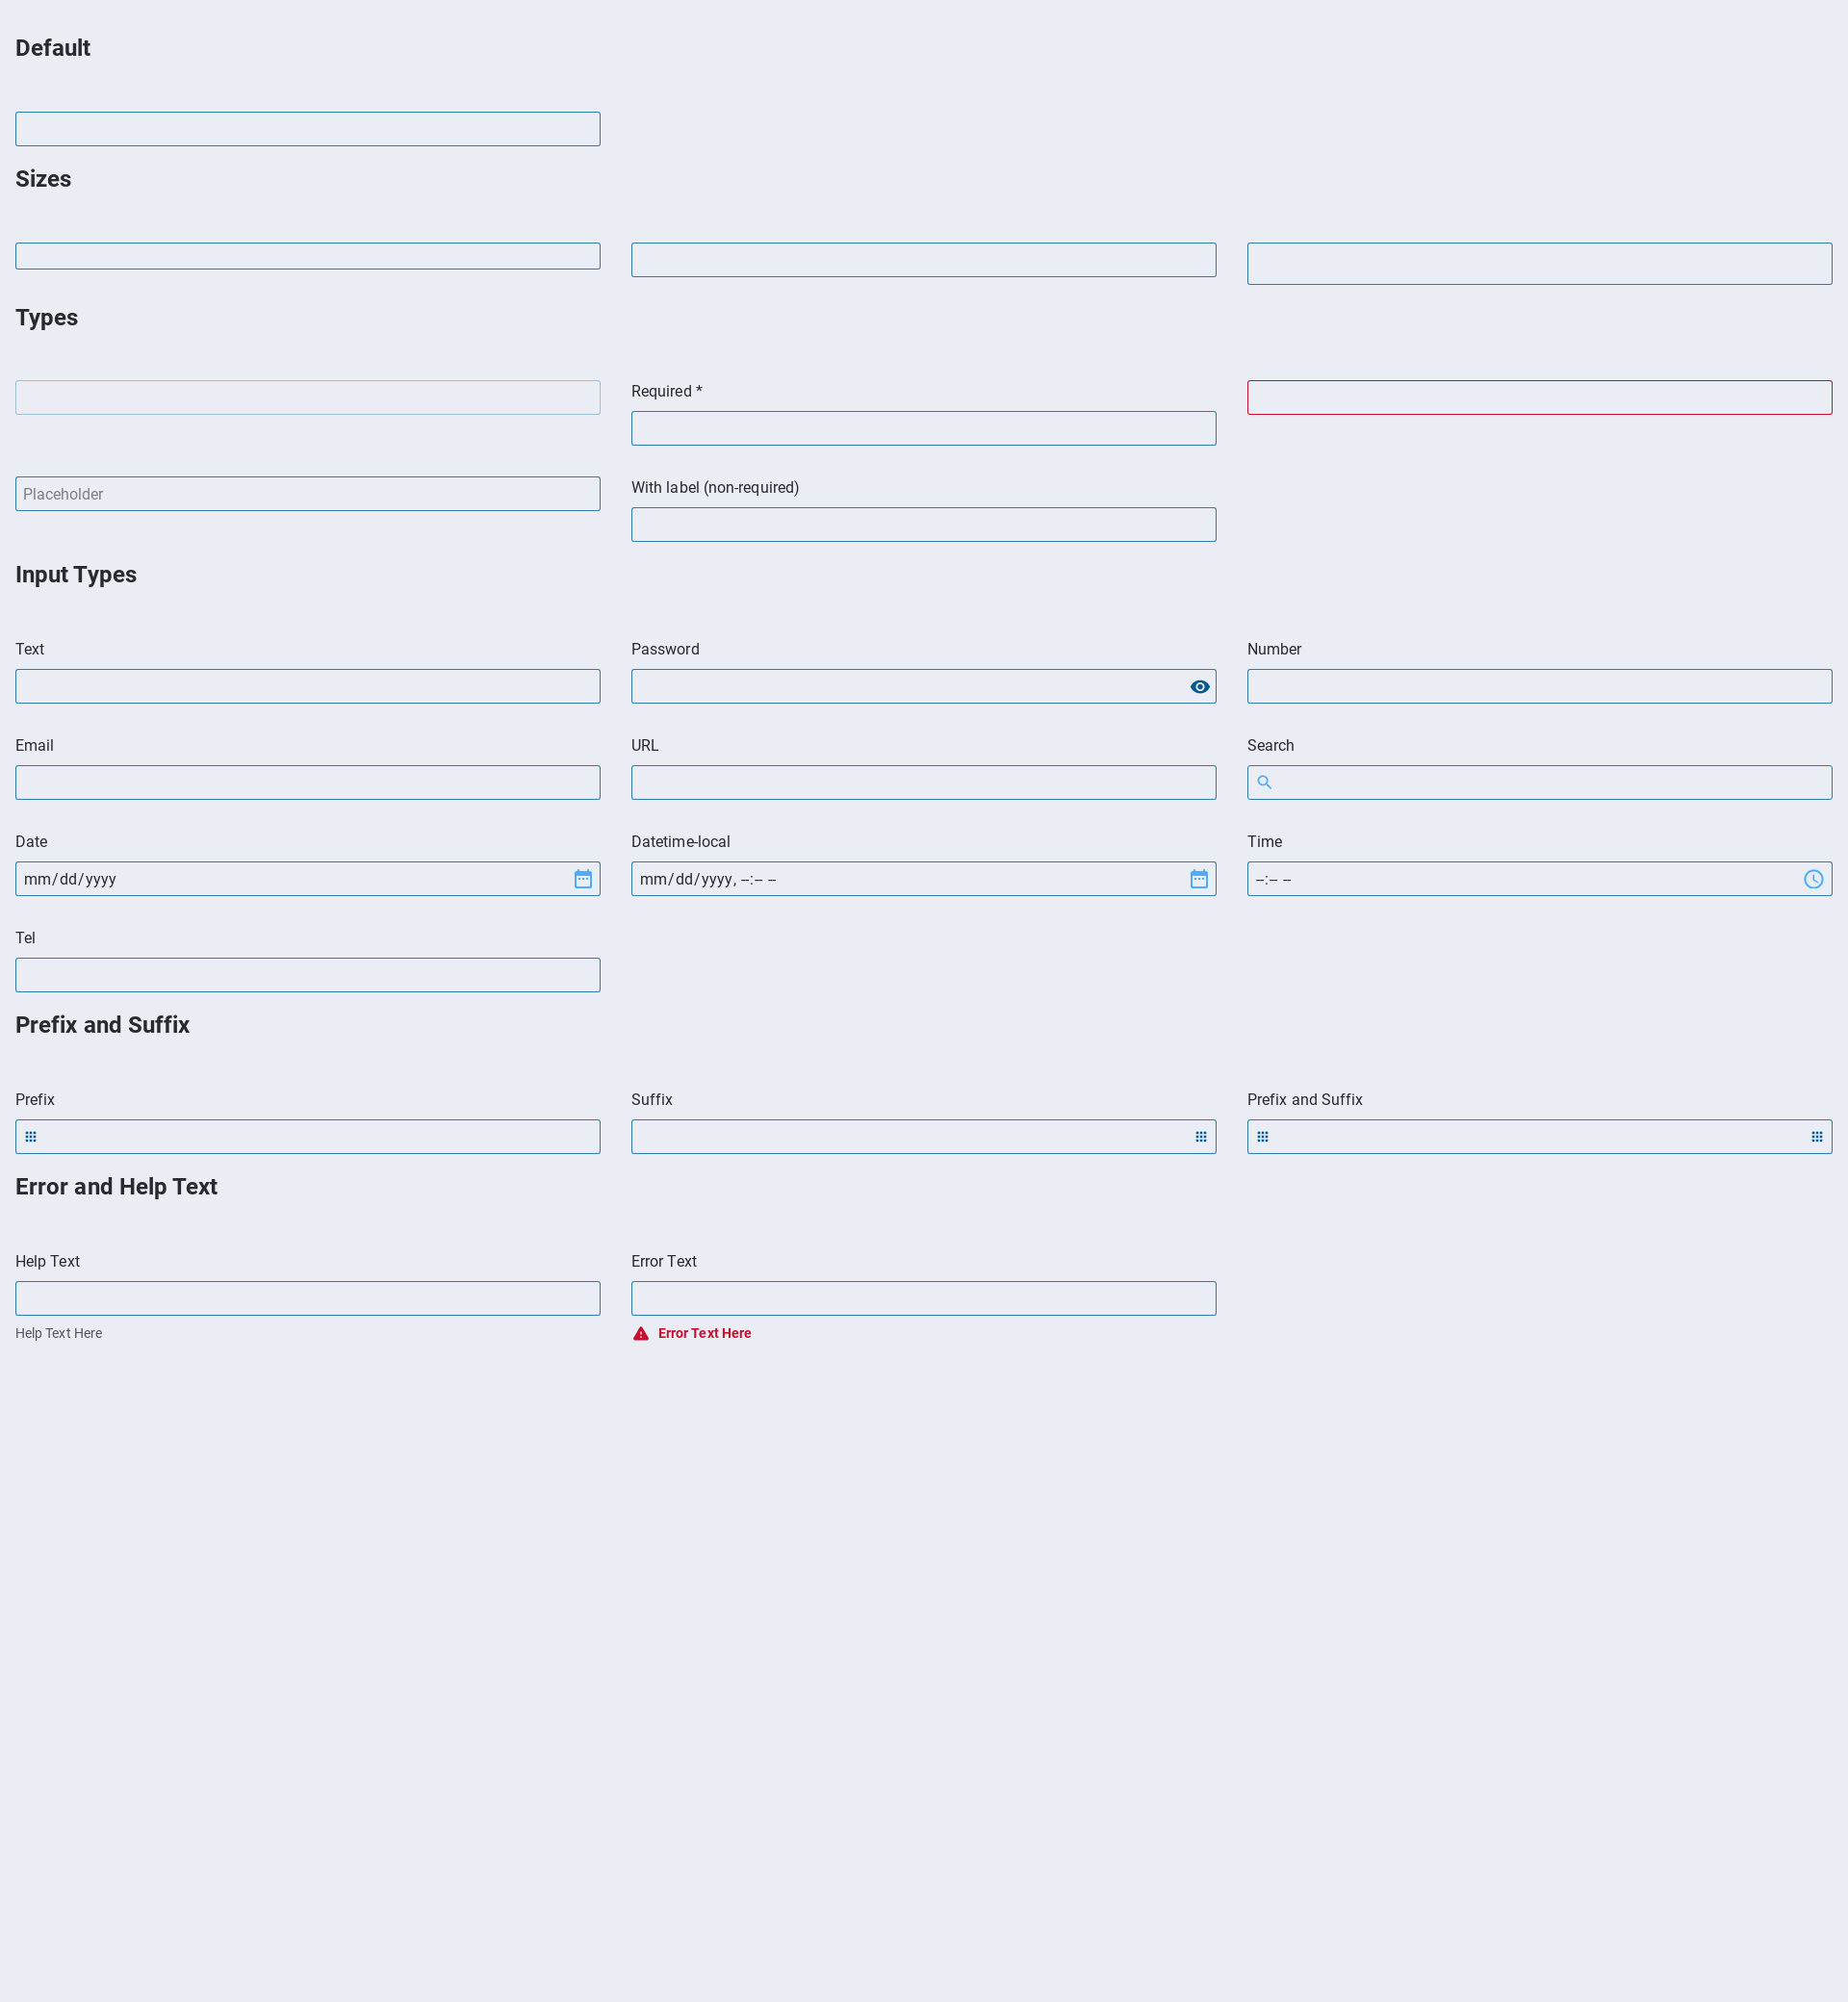 Default
Sizes
Types
Required *
Placeholder
With label (non-required)
Input Types
Text
Password
Number
Email
URL
Search
Date
Datetime-local
Time
mm/dd/yyyy
mm/dd/yyyy, --:-- --
--:-- --
Tel
Prefix and Suffix
Prefix
Suffix
Prefix and Suffix
Error and Help Text
Help Text
Error Text
Help Text Here
Error Text Here